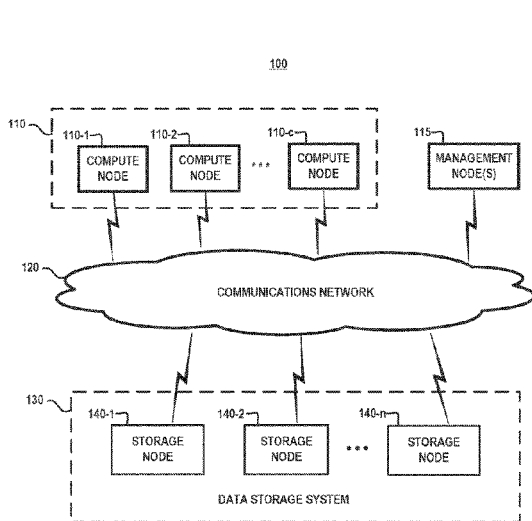 100
110
110-1
110-2
110-c
115
COMPUTE
NODE
COMPUTE
NODE
•••
COMPUTE
NODE
MANAGEMENT
NODE(S)
120
COMMUNICATIONS NETWORK
130
140-1
140-2
140-n
STORAGE
NODE
STORAGE
NODE
•••
STORAGE
NODE
DATA STORAGE SYSTEM